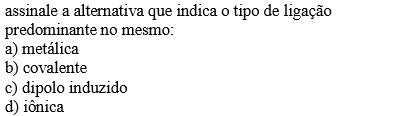 assinale a alternativa que indica o tipo de ligação
predominante no mesmo:
a) metálica
b) covalente
c) dipolo induzido
d) iônica